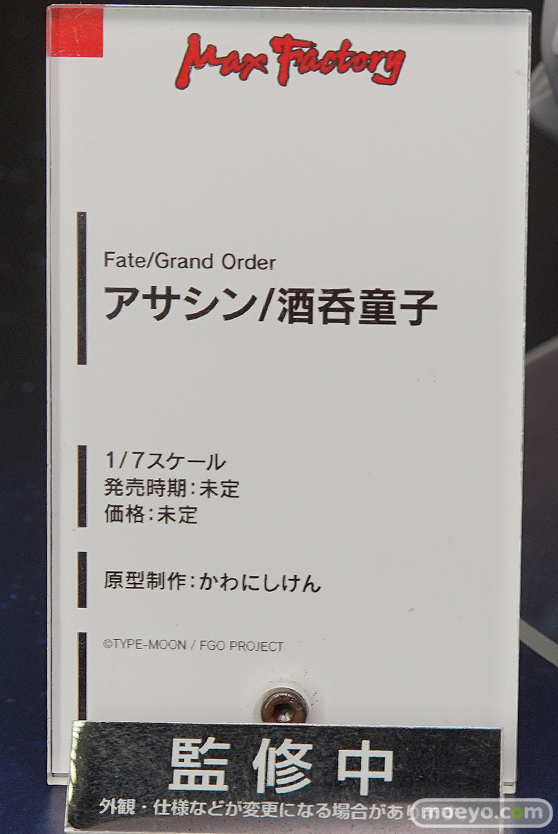 Max Factory
Fate/Grand Order
アサシン/酒呑童子
1/7スケール
発売時期:未定
価格:未定
原型制作:かわにしけん
©TYPE-MOON / FGO PROJECT
監修中
外観・仕様などが変更になる場合があり
moeyo.com